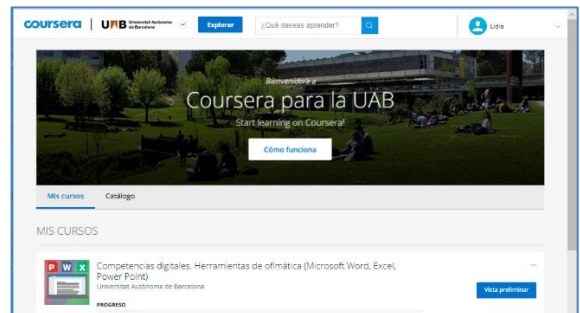 coursera | UAB Universitat Autònoma de Barcelona Explorar ¿Qué deseas aprender? Lidia
Bienvenido/a a
Coursera para la UAB
Start learning on Coursera!
Cómo funciona
Mis cursos Catálogo
MIS CURSOS
P W X
Competencias digitales. Herramientas de ofimática (Microsoft Word, Excel,
Power Point)
Universitat Autònoma de Barcelona
Vista preliminar
PROGRESO